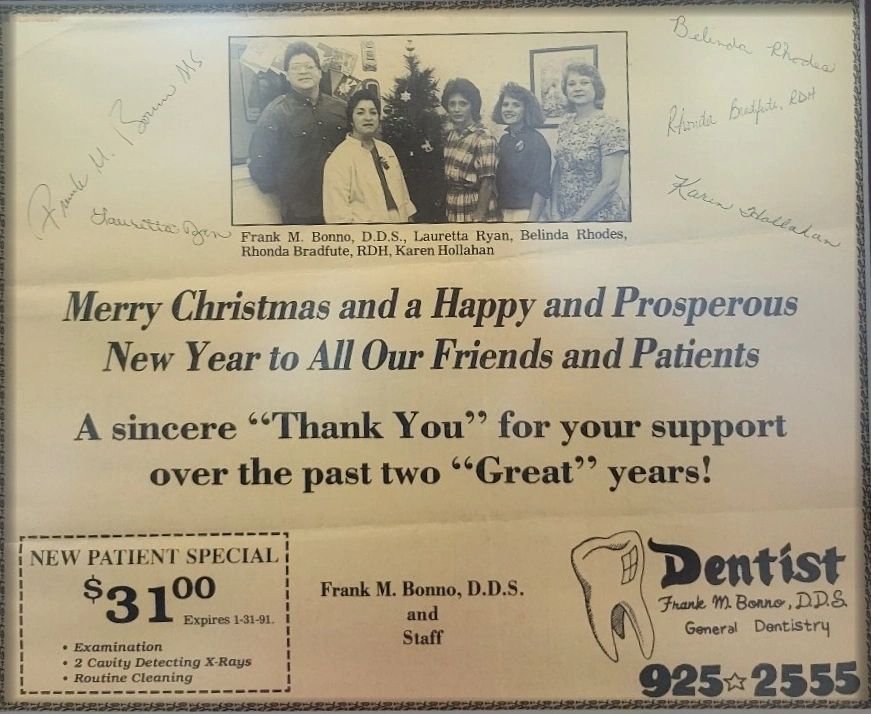 Frank M. Bonno DDS
Lauretta Ryan
Belinda Rhodes
Rhonda Bradfute, RDH
Karen Hollahan
Frank M. Bonno, D.D.S., Lauretta Ryan, Belinda Rhodes,
Rhonda Bradfute, RDH, Karen Hollahan
Merry Christmas and a Happy and Prosperous
New Year to All Our Friends and Patients
A sincere “Thank You” for your support
over the past two “Great” years!
NEW PATIENT SPECIAL
$31 00
Expires 1-31-91.
• Examination
• 2 Cavity Detecting X-Rays
• Routine Cleaning
Frank M. Bonno, D.D.S.
and
Staff
Dentist
Frank M. Bonno, D.D.S.
General Dentistry
925☆2555